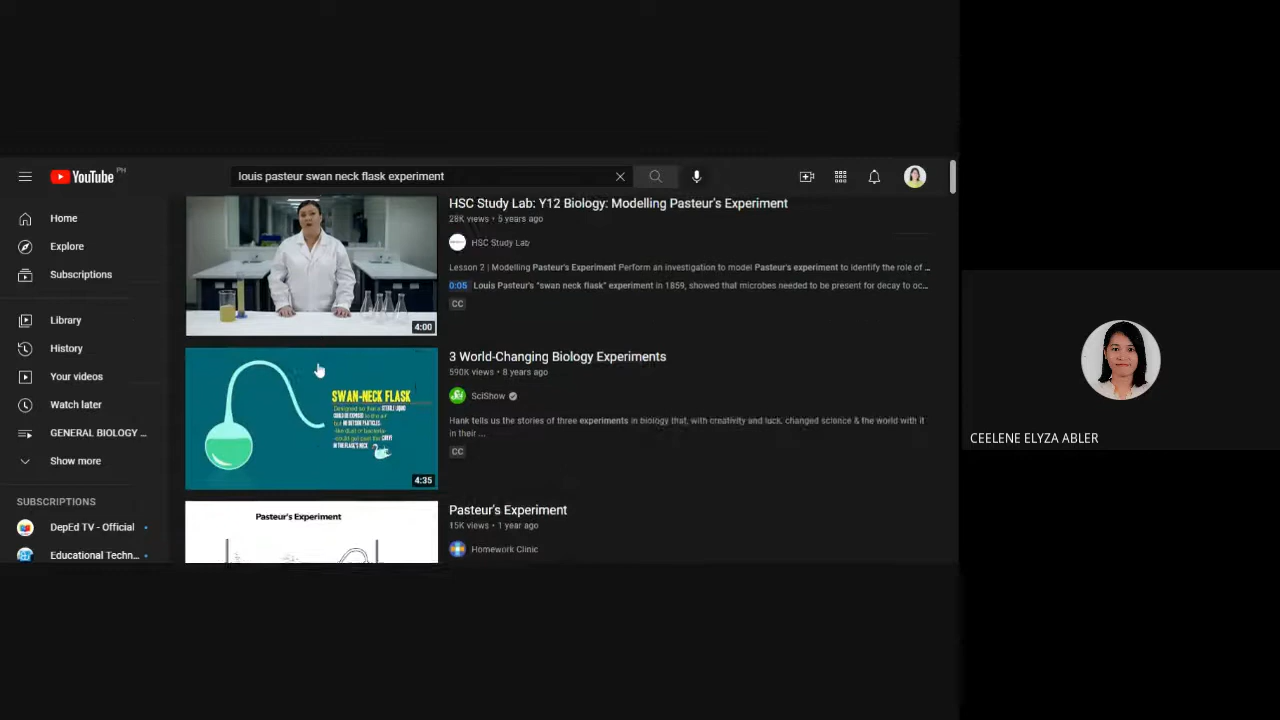 YouTube PH
louis pasteur swan neck flask experiment
Home
Explore
Subscriptions
Library
History
Your videos
Watch later
GENERAL BIOLOGY ...
Show more
SUBSCRIPTIONS
DepEd TV - Official
Educational Techn...
4:00
HSC Study Lab: Y12 Biology: Modelling Pasteur's Experiment
28K views • 5 years ago
HSC Study Lab
Lesson 2 | Modelling Pasteur's Experiment Perform an investigation to model Pasteur's experiment to identify the role of ...
0:05 Louis Pasteur's "swan neck flask" experiment in 1859, showed that microbes needed to be present for decay to oc...
CC
SWAN-NECK FLASK
4:35
3 World-Changing Biology Experiments
590K views • 8 years ago
SciShow
Hank tells us the stories of three experiments in biology that, with creativity and luck, changed science & the world with it
in their ...
CC
Pasteur's Experiment
Pasteur's Experiment
15K views • 1 year ago
Homework Clinic
CEELENE ELYZA ABLER